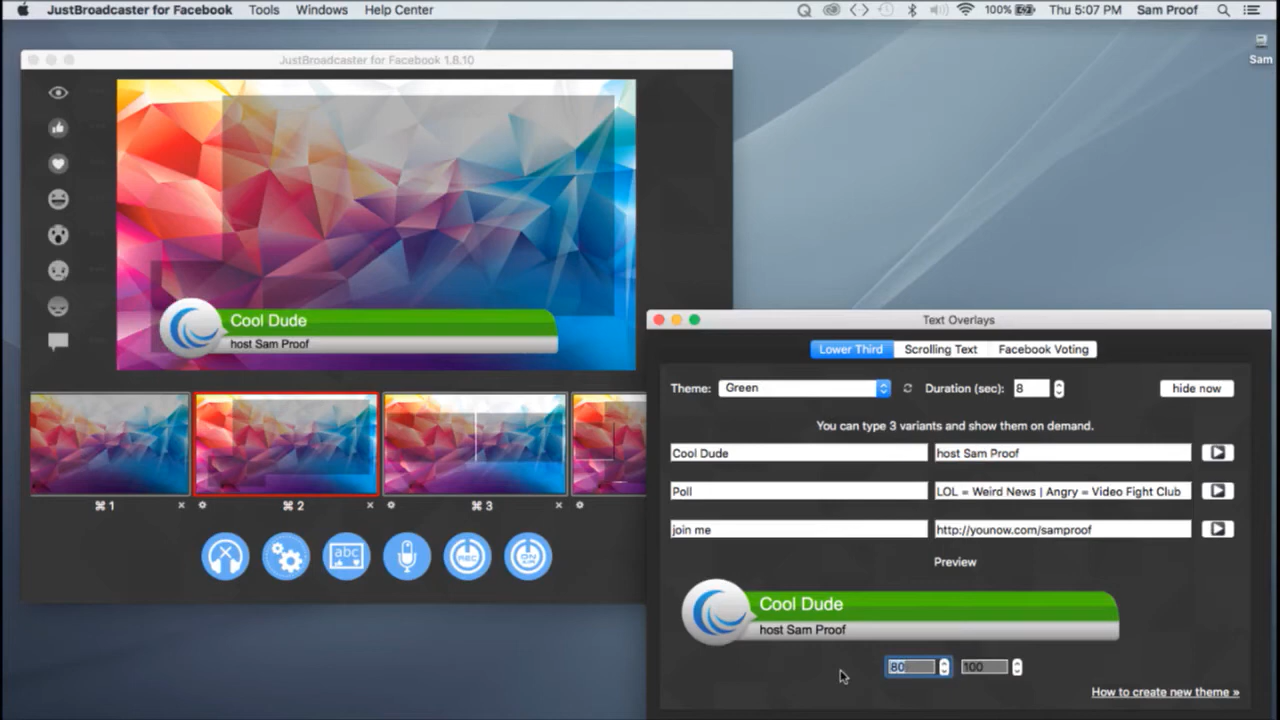 JustBroadcaster for Facebook Tools Windows Help Center 100% Thu 5:07 PM Sam Proof
Sam
JustBroadcaster for Facebook 1.8.10
Cool Dude
host Sam Proof
⌘1
⌘2
⌘3
abc
REC
ON AIR
Text Overlays
Lower Third Scrolling Text Facebook Voting
Theme: Green Duration (sec): 8 hide now
You can type 3 variants and show them on demand.
Cool Dude host Sam Proof
Poll LOL = Weird News | Angry = Video Fight Club
join me http://younow.com/samproof
Preview
Cool Dude
host Sam Proof
80 100
How to create new theme »